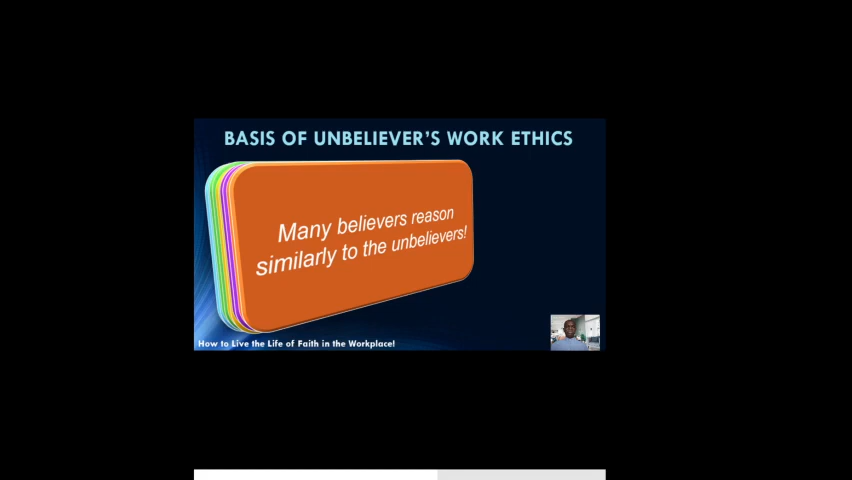 BASIS OF UNBELIEVER'S WORK ETHICS
Many believers reason
similarly to the unbelievers!
How to Live the Life of Faith in the Workplace!